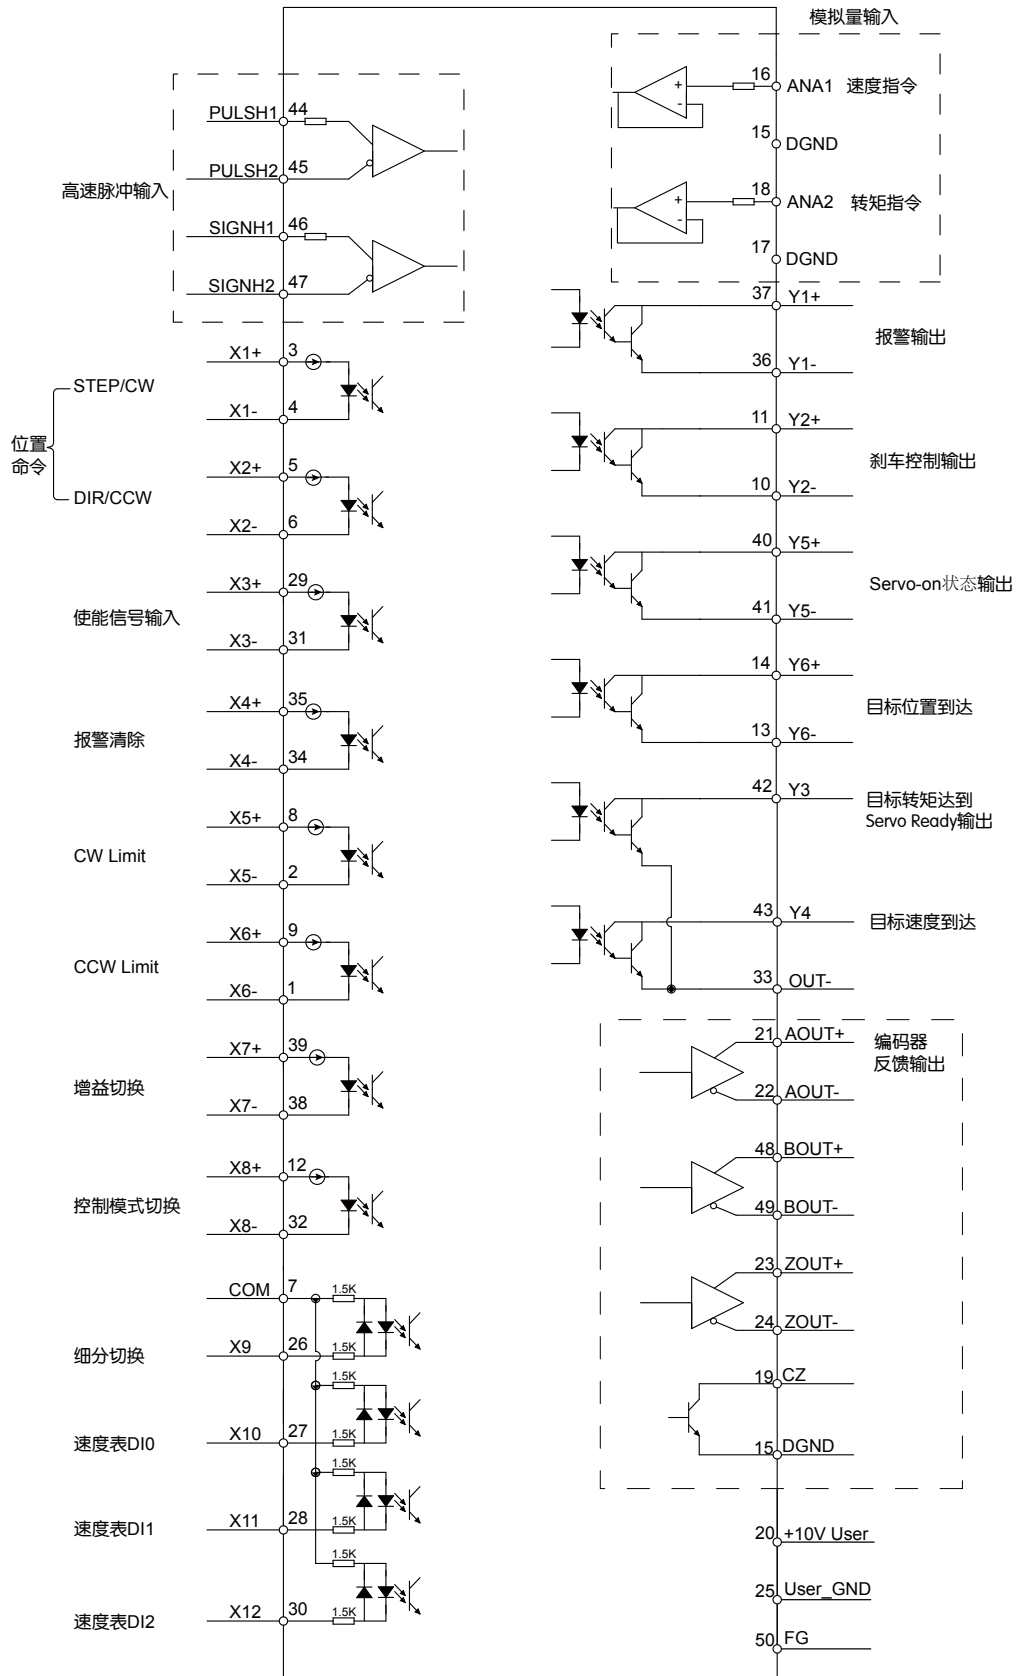 模拟量输入
高速脉冲输入
PULSH1 44
PULSH2 45
SIGNH1 46
SIGNH2 47
位置
命令
STEP/CW
X1+ 3
X1- 4
DIR/CCW
X2+ 5
X2- 6
使能信号输入
X3+ 29
X3- 31
报警清除
X4+ 35
X4- 34
CW Limit
X5+ 8
X5- 2
CCW Limit
X6+ 9
X6- 1
增益切换
X7+ 39
X7- 38
控制模式切换
X8+ 12
X8- 32
COM 7 1.5K
细分切换
X9 26 1.5K
1.5K
速度表DI0
X10 27 1.5K
1.5K
速度表DI1
X11 28 1.5K
1.5K
速度表DI2
X12 30 1.5K
+ 16 ANA1 速度指令
-
15 DGND
+ 18 ANA2 转矩指令
-
17 DGND
37 Y1+
报警输出
36 Y1-
11 Y2+
刹车控制输出
10 Y2-
40 Y5+
Servo-on状态输出
41 Y5-
14 Y6+
目标位置到达
13 Y6-
42 Y3
目标转矩达到
Servo Ready输出
43 Y4
目标速度到达
33 OUT-
编码器
反馈输出
21 AOUT+
22 AOUT-
48 BOUT+
49 BOUT-
23 ZOUT+
24 ZOUT-
19 CZ
15 DGND
20 +10V User
25 User_GND
50 FG